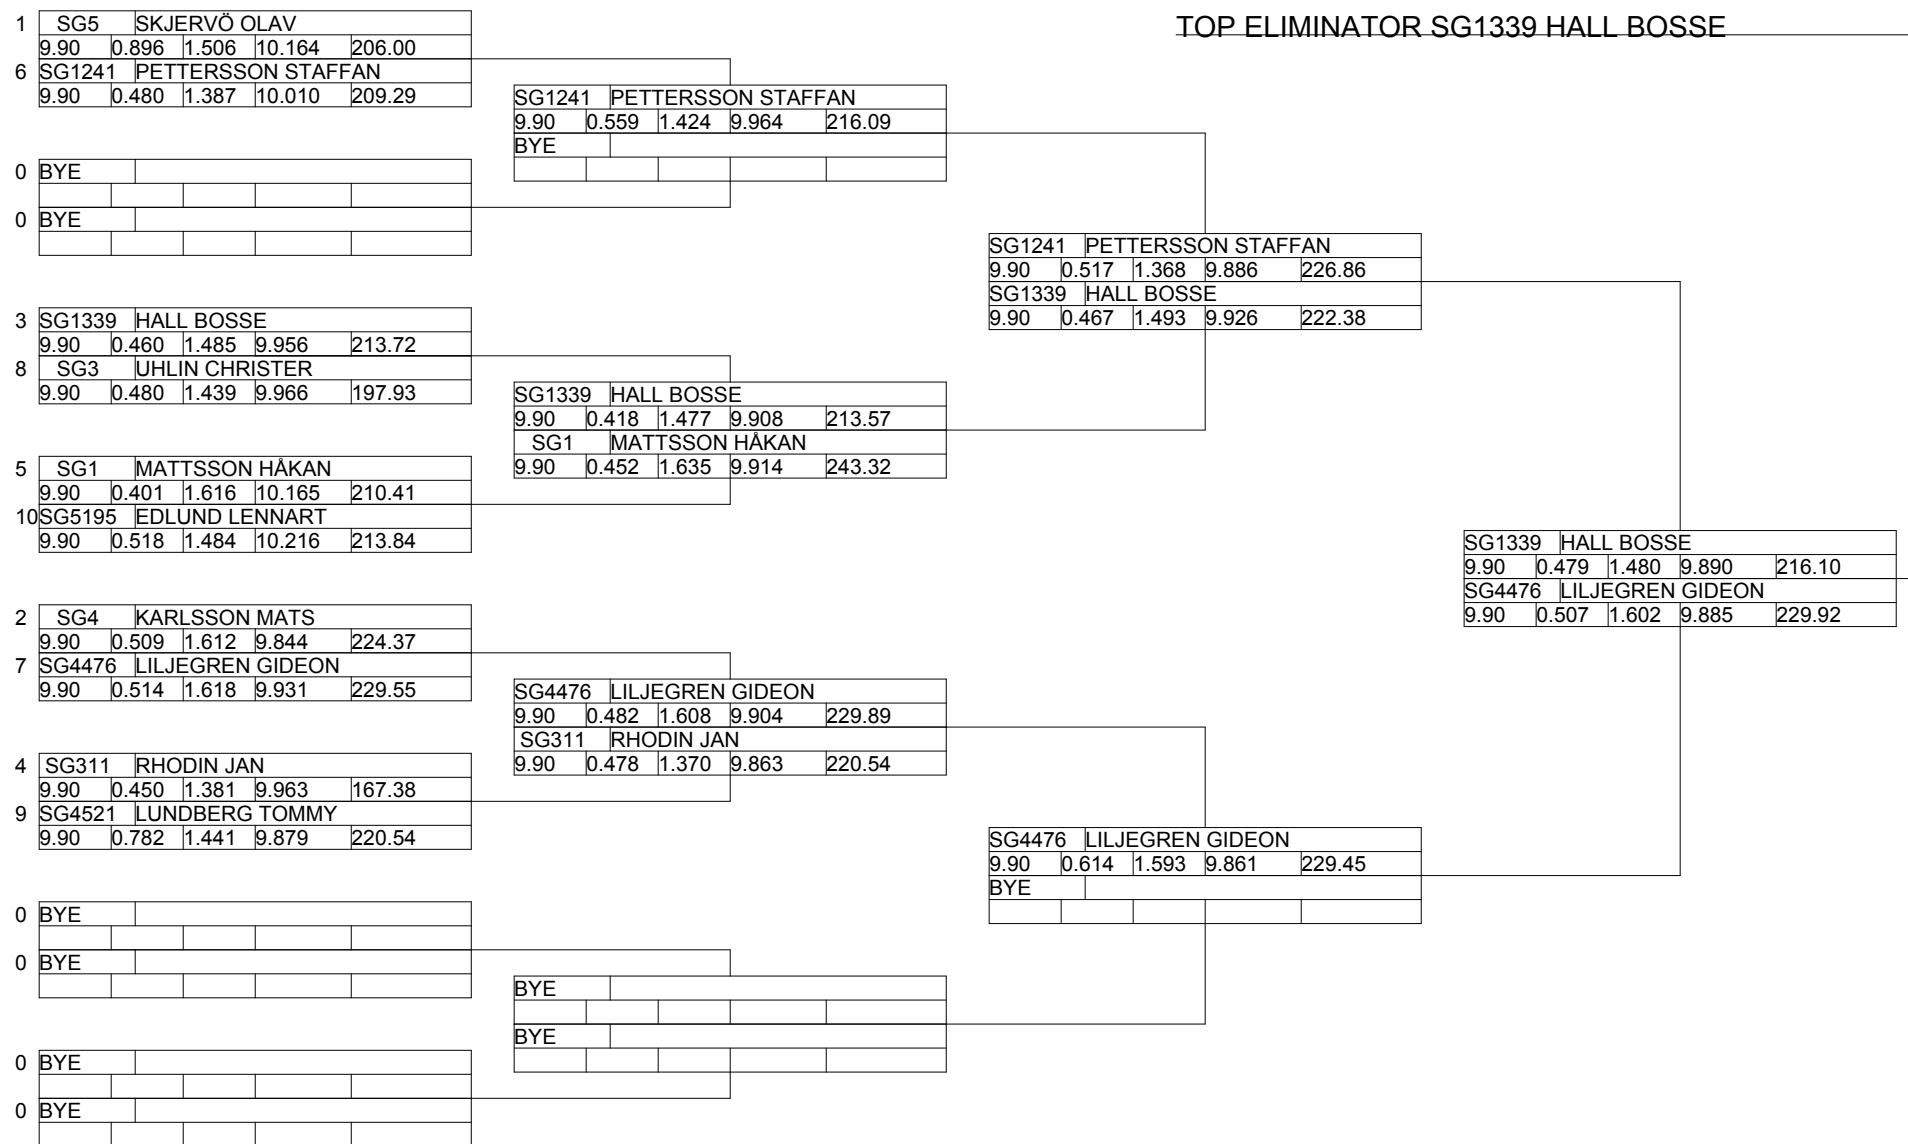 TOP ELIMINATOR SG1339 HALL BOSSE
1 SG5 SKJERVÖ OLAV
9.90 0.896 1.506 10.164 206.00
6 SG1241 PETTERSSON STAFFAN
9.90 0.480 1.387 10.010 209.29
0 BYE
0 BYE
3 SG1339 HALL BOSSE
9.90 0.460 1.485 9.956 213.72
8 SG3 UHLIN CHRISTER
9.90 0.480 1.439 9.966 197.93
5 SG1 MATTSSON HÅKAN
9.90 0.401 1.616 10.165 210.41
10 SG5195 EDLUND LENNART
9.90 0.518 1.484 10.216 213.84
2 SG4 KARLSSON MATS
9.90 0.509 1.612 9.844 224.37
7 SG4476 LILJEGREN GIDEON
9.90 0.514 1.618 9.931 229.55
4 SG311 RHODIN JAN
9.90 0.450 1.381 9.963 167.38
9 SG4521 LUNDBERG TOMMY
9.90 0.782 1.441 9.879 220.54
0 BYE
0 BYE
0 BYE
0 BYE
SG1241 PETTERSSON STAFFAN
9.90 0.559 1.424 9.964 216.09
BYE
SG1339 HALL BOSSE
9.90 0.418 1.477 9.908 213.57
SG1 MATTSSON HÅKAN
9.90 0.452 1.635 9.914 243.32
SG4476 LILJEGREN GIDEON
9.90 0.482 1.608 9.904 229.89
SG311 RHODIN JAN
9.90 0.478 1.370 9.863 220.54
BYE
BYE
SG1241 PETTERSSON STAFFAN
9.90 0.517 1.368 9.886 226.86
SG1339 HALL BOSSE
9.90 0.467 1.493 9.926 222.38
SG4476 LILJEGREN GIDEON
9.90 0.614 1.593 9.861 229.45
BYE
SG1339 HALL BOSSE
9.90 0.479 1.480 9.890 216.10
SG4476 LILJEGREN GIDEON
9.90 0.507 1.602 9.885 229.92